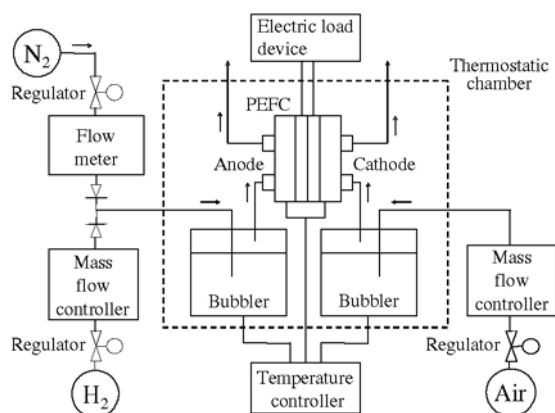 Electric load
device
N2
Thermostatic
chamber
Regulator
PEFC
Flow
meter
Anode
Cathode
Mass
flow
controller
Bubbler
Bubbler
Mass
flow
controller
Regulator
Regulator
H2
Temperature
controller
Air